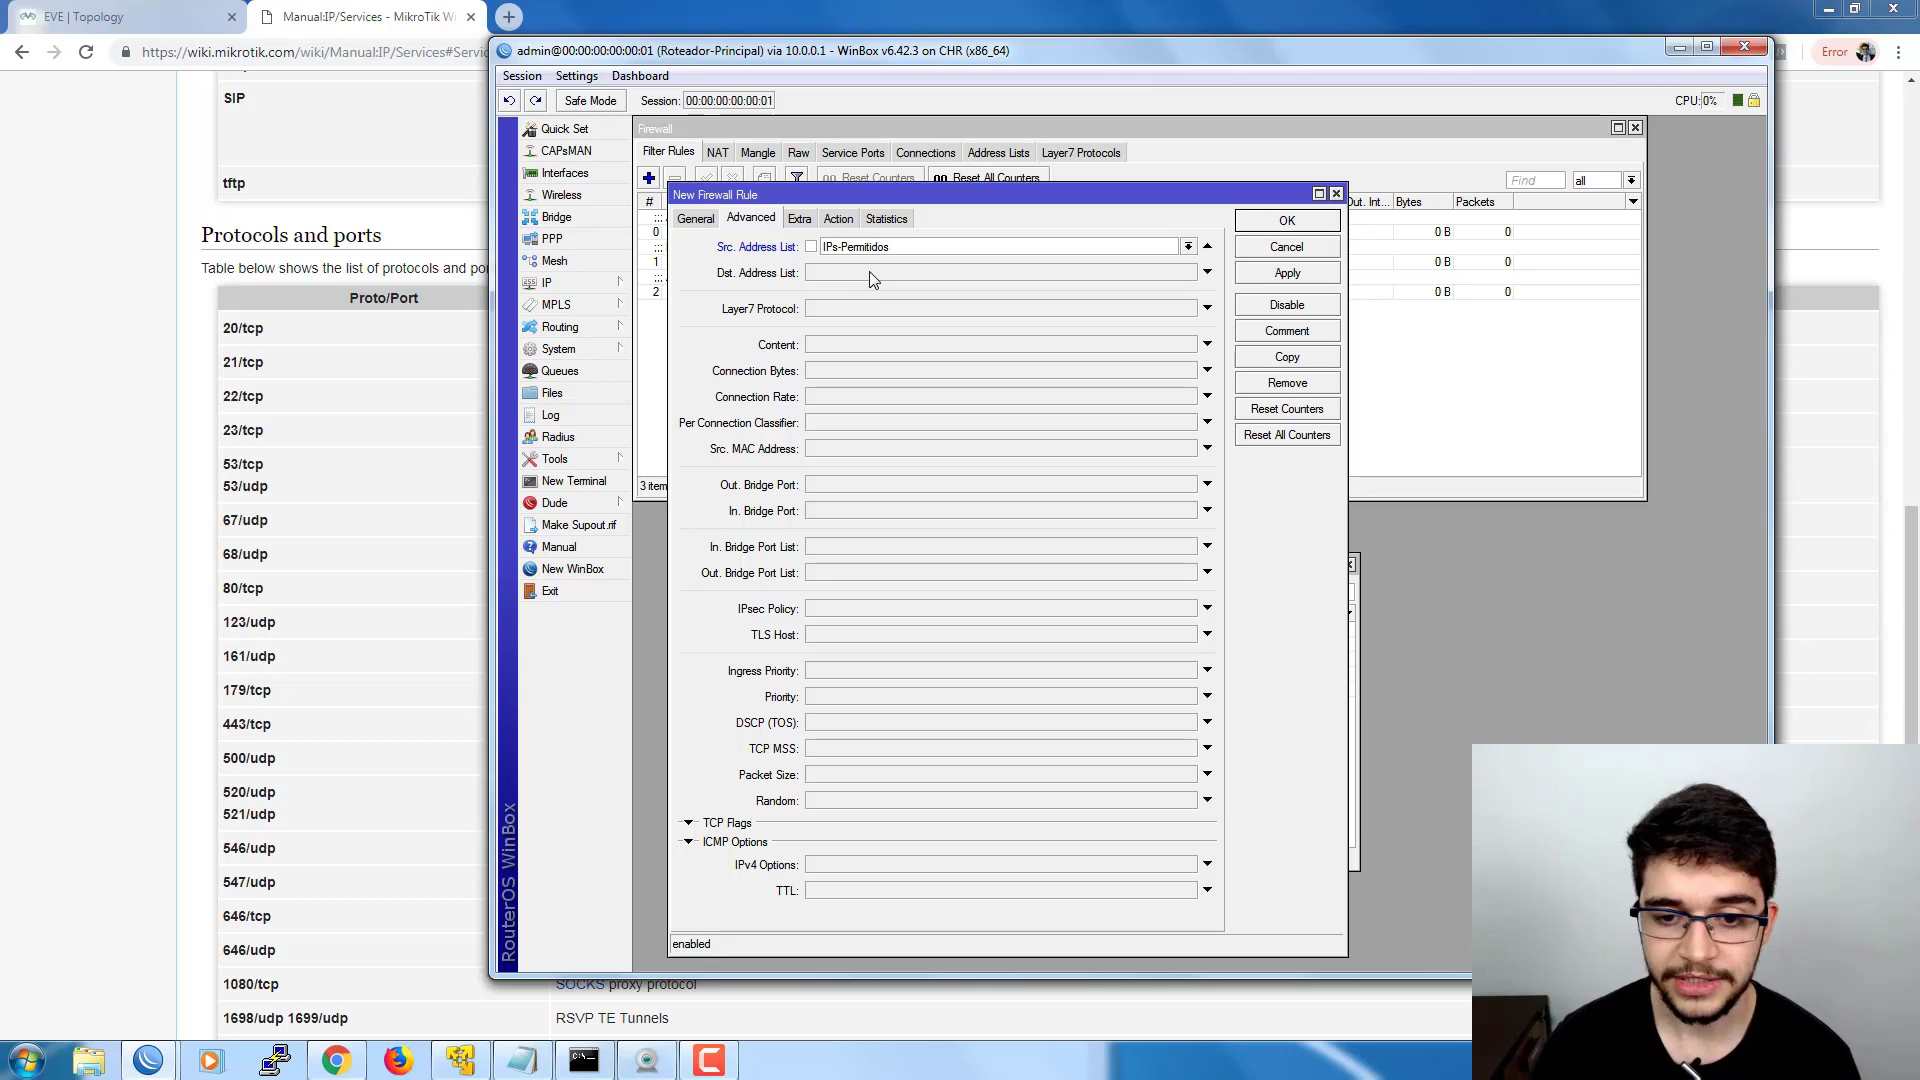 EVE | Topology
Manual:IP/Services - MikroTik Wi
https://wiki.mikrotik.com/wiki/Manual:IP/Services#Servic
Error
SIP
tftp
Protocols and ports
Table below shows the list of protocols and por
Proto/Port
20/tcp
21/tcp
22/tcp
23/tcp
53/tcp
53/udp
67/udp
68/udp
80/tcp
123/udp
161/udp
179/tcp
443/tcp
500/udp
520/udp
521/udp
546/udp
547/udp
646/tcp
646/udp
1080/tcp
SOCKS proxy protocol
1698/udp 1699/udp
RSVP TE Tunnels
admin@00:00:00:00:00:01 (Roteador-Principal) via 10.0.0.1 - WinBox v6.42.3 on CHR (x86_64)
Session Settings Dashboard
Safe Mode Session: 00:00:00:00:00:01 CPU: 0%
Quick Set
CAPsMAN
Interfaces
Wireless
Bridge
PPP
Mesh
IP
MPLS
Routing
System
Queues
Files
Log
Radius
Tools
New Terminal
Dude
Make Supout.rif
Manual
New WinBox
Exit
RouterOS WinBox
Firewall
Filter Rules NAT Mangle Raw Service Ports Connections Address Lists Layer7 Protocols
00 Reset Counters 00 Reset All Counters Find all
# Out. Int... Bytes Packets
;;;
0 0 B 0
;;;
1 0 B 0
;;;
2 0 B 0
3 item
New Firewall Rule
General Advanced Extra Action Statistics
Src. Address List: IPs-Permitidos
Dst. Address List:
Layer7 Protocol:
Content:
Connection Bytes:
Connection Rate:
Per Connection Classifier:
Src. MAC Address:
Out. Bridge Port:
In. Bridge Port:
In. Bridge Port List:
Out. Bridge Port List:
IPsec Policy:
TLS Host:
Ingress Priority:
Priority:
DSCP (TOS):
TCP MSS:
Packet Size:
Random:
TCP Flags
ICMP Options
IPv4 Options:
TTL:
enabled
OK
Cancel
Apply
Disable
Comment
Copy
Remove
Reset Counters
Reset All Counters